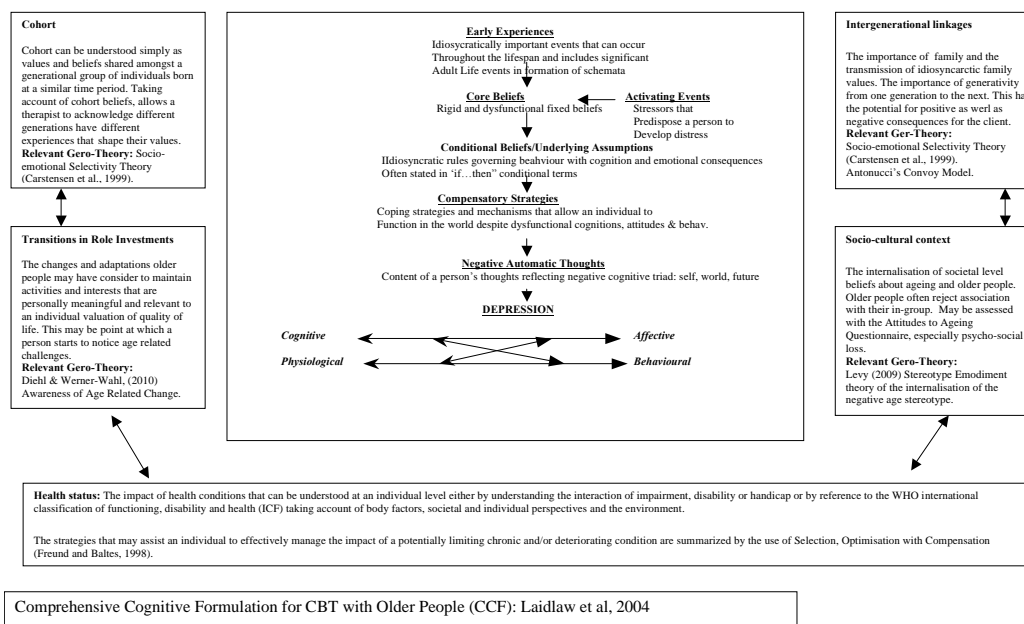 Cohort
Cohort can be understood simply as
values and beliefs shared amongst a
generational group of individuals born
at a similar time period. Taking
account of cohort beliefs, allows a
therapist to acknowledge different
generations have different
experiences that shape their values.
Relevant Gero-Theory: Socio-
emotional Selectivity Theory
(Carstensen et al., 1999).
Transitions in Role Investments
The changes and adaptations older
people may have consider to maintain
activities and interests that are
personally meaningful and relevant to
an individual valuation of quality of
life. This may be point at which a
person starts to notice age related
challenges.
Relevant Gero-Theory:
Diehl & Werner-Wahl, (2010)
Awareness of Age Related Change.
Early Experiences
Idiosycratically important events that can occur
Throughout the lifespan and includes significant
Adult Life events in formation of schemata
Core Beliefs
Rigid and dysfunctional fixed beliefs
Activating Events
Stressors that
Predispose a person to
Develop distress
Conditional Beliefs/Underlying Assumptions
IIdiosyncratic rules governing beahviour with cognition and emotional consequences
Often stated in 'if…then" conditional terms
Compensatory Strategies
Coping strategies and mechanisms that allow an individual to
Function in the world despite dysfunctional cognitions, attitudes & behav.
Negative Automatic Thoughts
Content of a person's thoughts reflecting negative cognitive triad: self, world, future
DEPRESSION
Cognitive Affective
Physiological Behavioural
Intergenerational linkages
The importance of family and the
transmission of idiosyncarctic family
values. The importance of generativity
from one generation to the next. This ha
the potential for positive as werl as
negative consequences for the client.
Relevant Ger-Theory:
Socio-emotional Selectivity Theory
(Carstensen et al., 1999).
Antonucci's Convoy Model.
Socio-cultural context
The internalisation of societal level
beliefs about ageing and older people.
Older people often reject association
with their in-group. May be assessed
with the Attitudes to Ageing
Questionnaire, especially psycho-social
loss.
Relevant Gero-Theory:
Levy (2009) Stereotype Emodiment
theory of the internalisation of the
negative age stereotype.
Health status: The impact of health conditions that can be understood at an individual level either by understanding the interaction of impairment, disability or handicap or by reference to the WHO international
classification of functioning, disability and health (ICF) taking account of body factors, societal and individual perspectives and the environment.
The strategies that may assist an individual to effectively manage the impact of a potentially limiting chronic and/or deteriorating condition are summarized by the use of Selection, Optimisation with Compensation
(Freund and Baltes, 1998).
Comprehensive Cognitive Formulation for CBT with Older People (CCF): Laidlaw et al, 2004